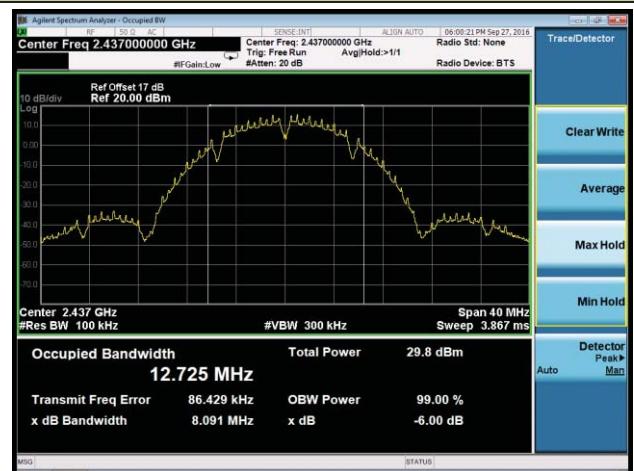 Agilent Spectrum Analyzer - Occupied BW
RF 50 Ω AC SENSE:INT ALIGN AUTO 06:00:21 PM Sep 27, 2016
Center Freq 2.437000000 GHz
Center Freq: 2.437000000 GHz
Radio Std: None
Trig: Free Run Avg|Hold:>1/1
#IFGain:Low #Atten: 20 dB
Radio Device: BTS
Ref Offset 17 dB
10 dB/div Ref 20.00 dBm
Log
10.0
0.00
-10.0
-20.0
-30.0
-40.0
-50.0
-60.0
-70.0
Center 2.437 GHz Span 40 MHz
#Res BW 100 kHz #VBW 300 kHz Sweep 3.867 ms
Occupied Bandwidth Total Power 29.8 dBm
12.725 MHz
Transmit Freq Error 86.429 kHz OBW Power 99.00 %
x dB Bandwidth 8.091 MHz x dB -6.00 dB
MSG STATUS
Trace/Detector
Clear Write
Average
Max Hold
Min Hold
Detector
Peak▶
Auto Man